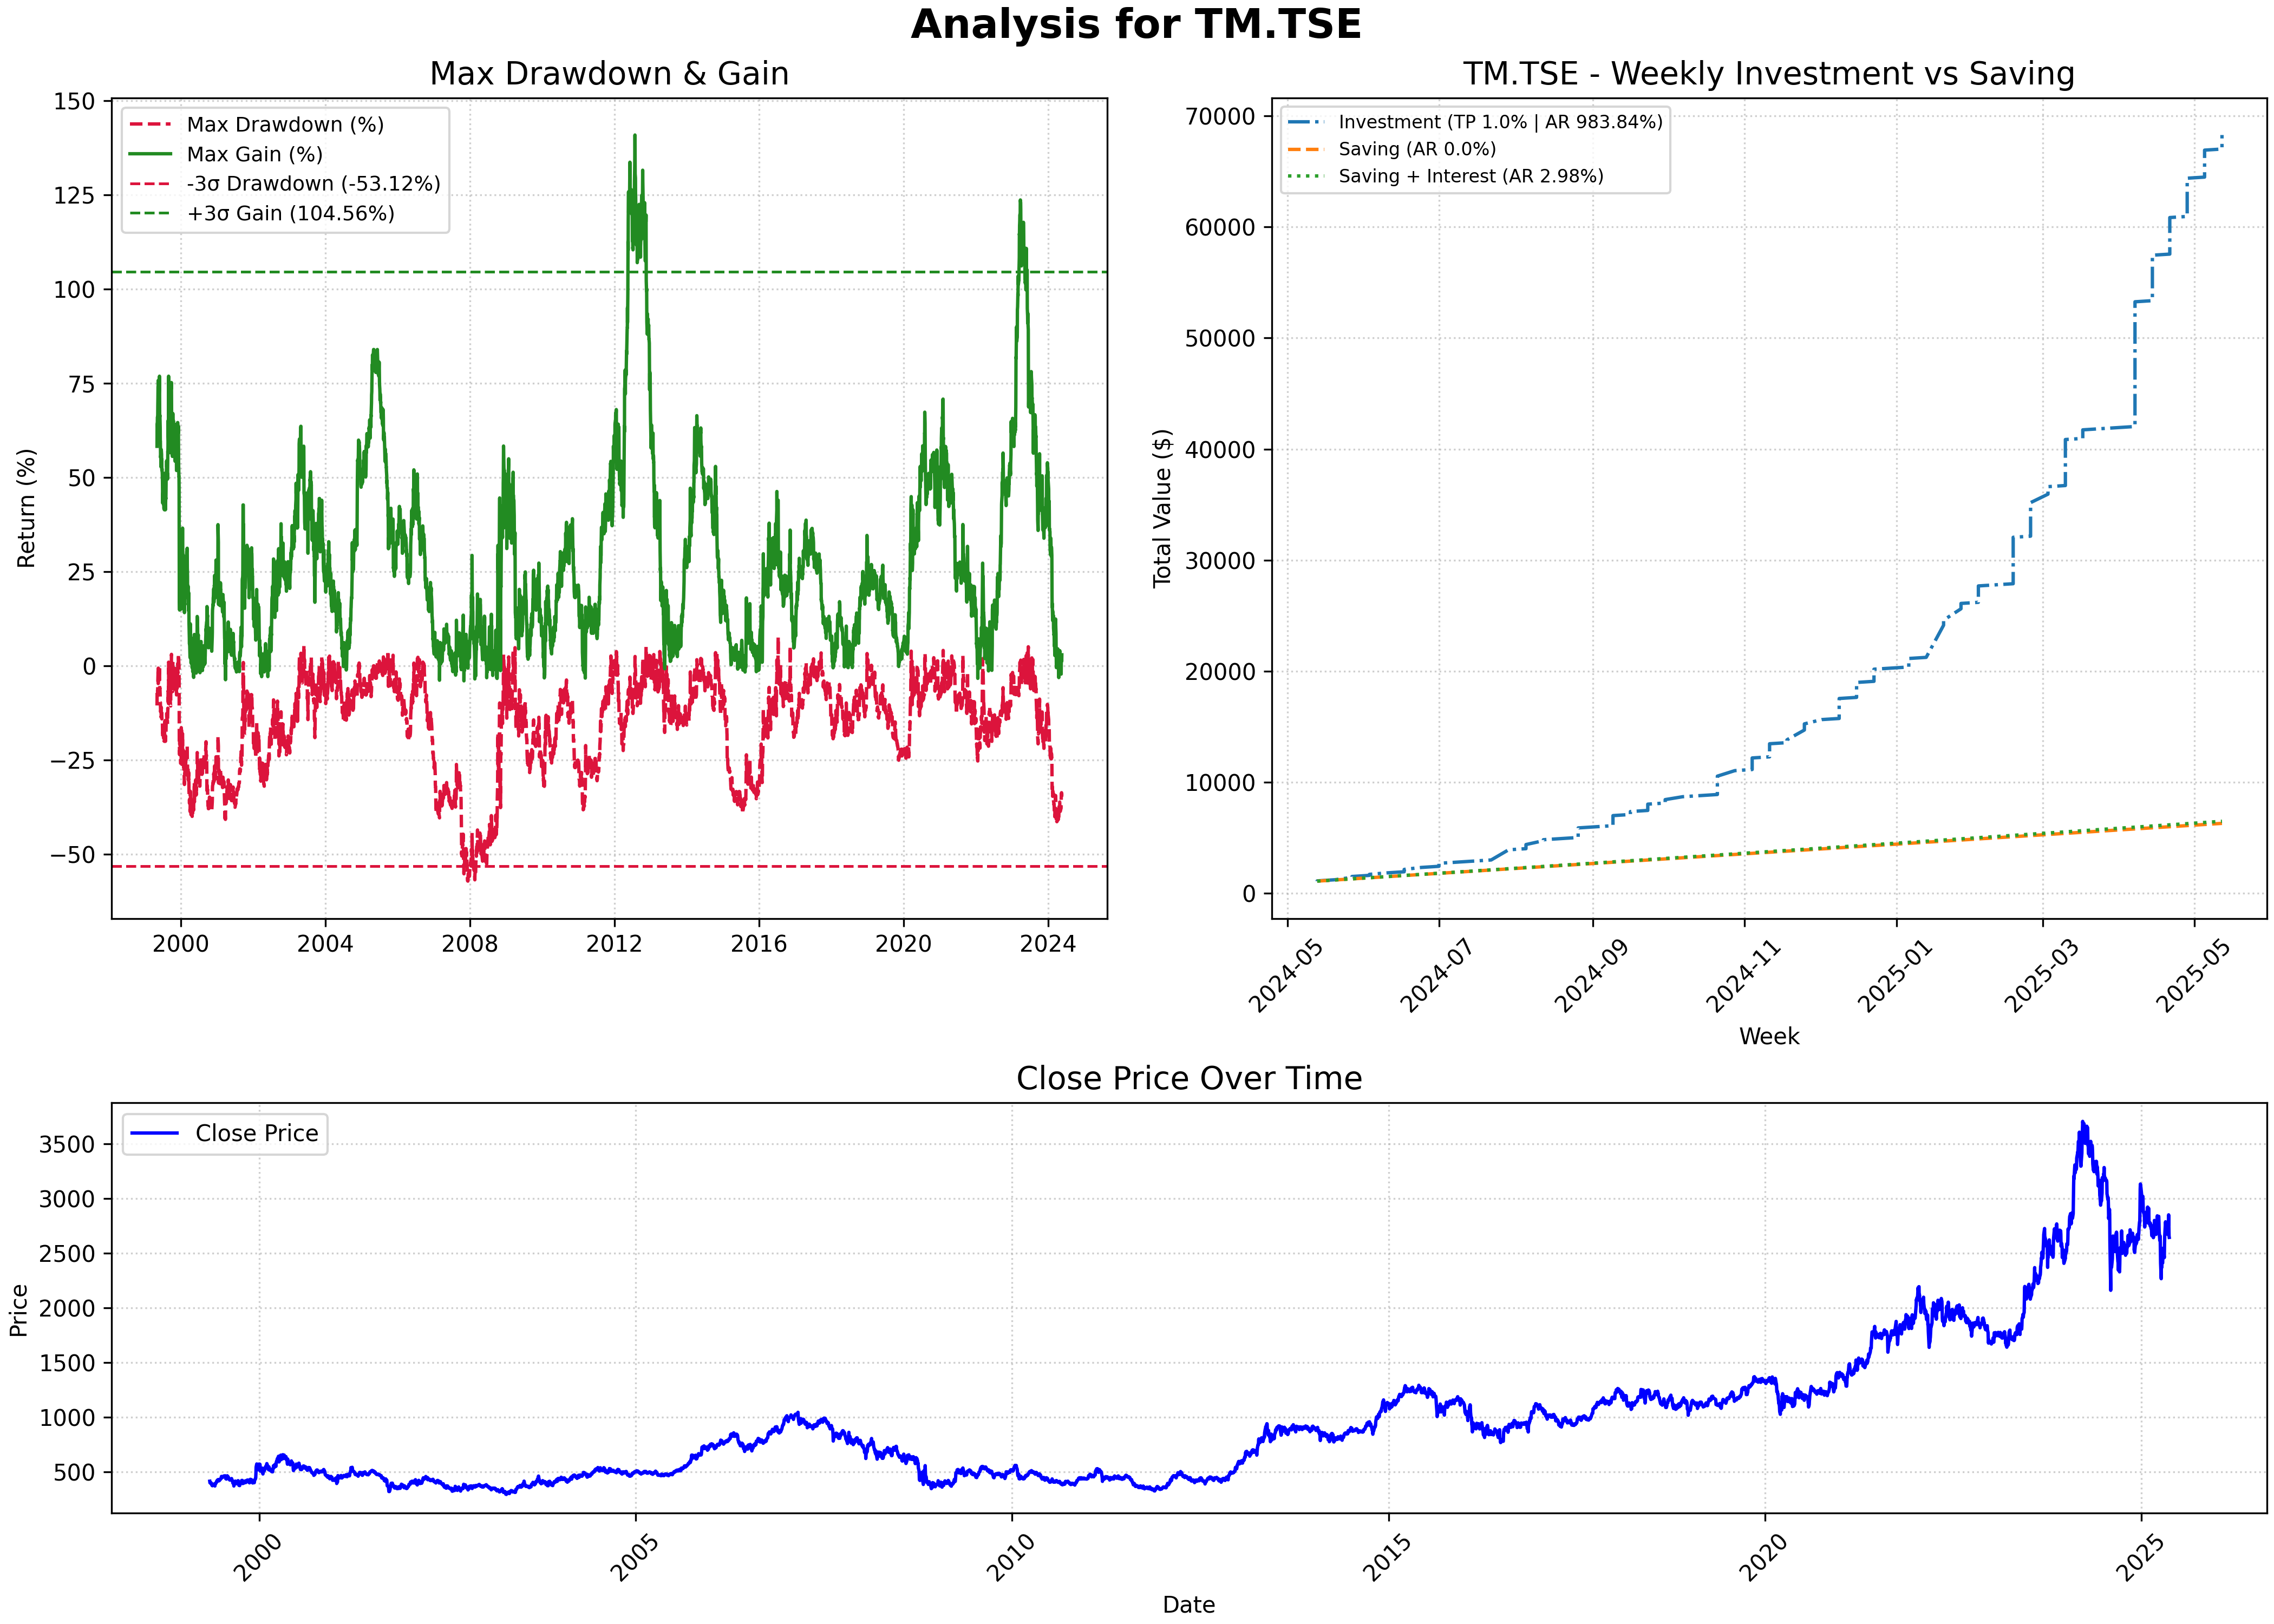 Analysis for TM.TSE
Max Drawdown & Gain
Return (%)
150
125
100
75
50
25
0
−25
−50
Max Drawdown (%)
Max Gain (%)
-3σ Drawdown (-53.12%)
+3σ Gain (104.56%)
2000
2004
2008
2012
2016
2020
2024
TM.TSE - Weekly Investment vs Saving
Total Value ($)
70000
60000
50000
40000
30000
20000
10000
0
Investment (TP 1.0% | AR 983.84%)
Saving (AR 0.0%)
Saving + Interest (AR 2.98%)
2024-05
2024-07
2024-09
2024-11
2025-01
2025-03
2025-05
Week
Close Price Over Time
Price
3500
3000
2500
2000
1500
1000
500
Close Price
2000
2005
2010
2015
2020
2025
Date